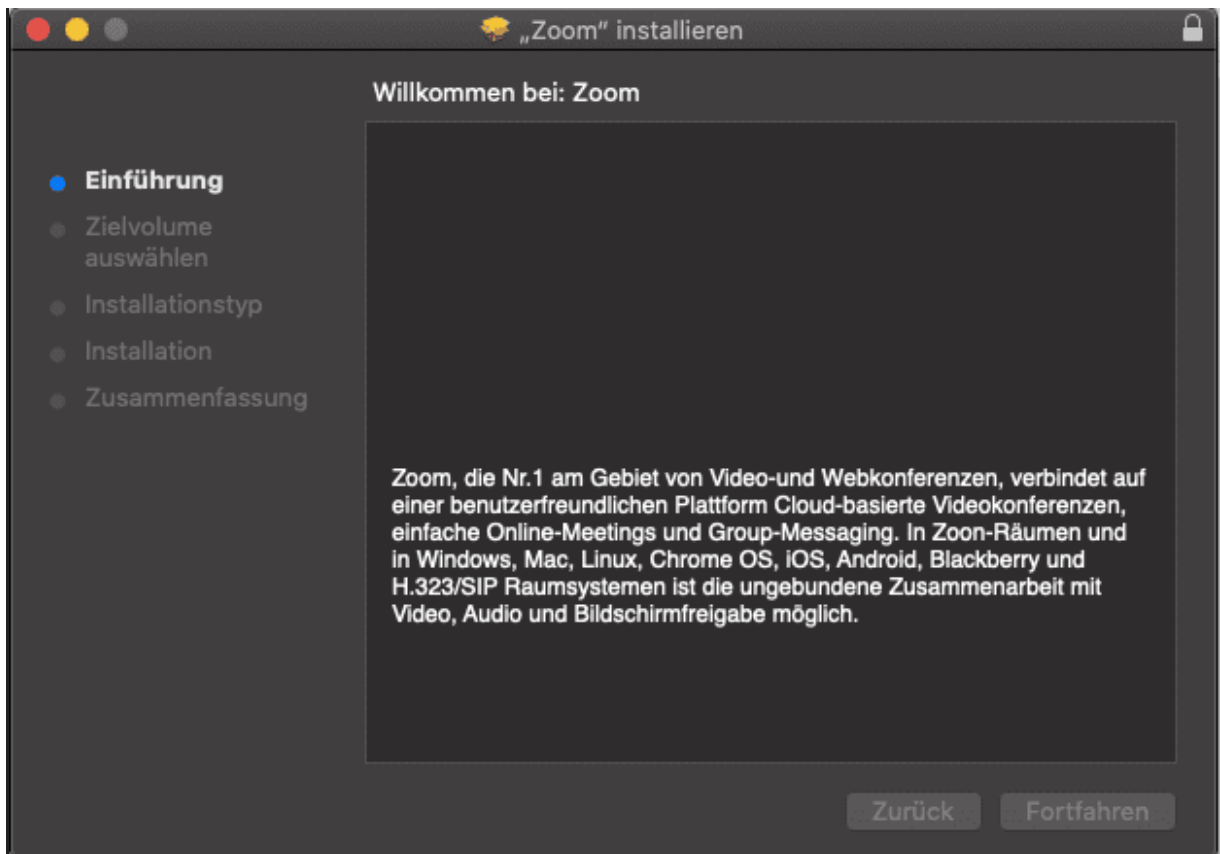 „Zoom“ installieren
Willkommen bei: Zoom
Einführung
Zielvolume
auswählen
Installationstyp
Installation
Zusammenfassung
Zoom, die Nr.1 am Gebiet von Video-und Webkonferenzen, verbindet auf
einer benutzerfreundlichen Plattform Cloud-basierte Videokonferenzen,
einfache Online-Meetings und Group-Messaging. In Zoon-Räumen und
in Windows, Mac, Linux, Chrome OS, iOS, Android, Blackberry und
H.323/SIP Raumsystemen ist die ungebundene Zusammenarbeit mit
Video, Audio und Bildschirmfreigabe möglich.
Zurück
Fortfahren